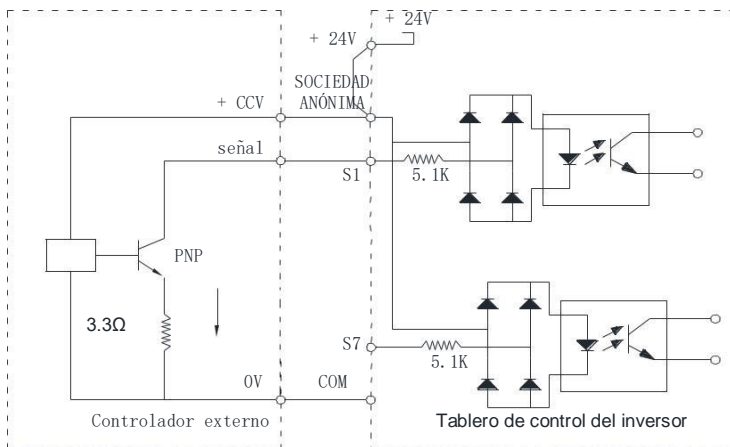 + 24V
+ 24V
SOCIEDAD
ANÓNIMA
+ CCV
señal
S1
5.1K
PNP
3.3Ω
S7
5.1K
0V
COM
Controlador externo
Tablero de control del inversor